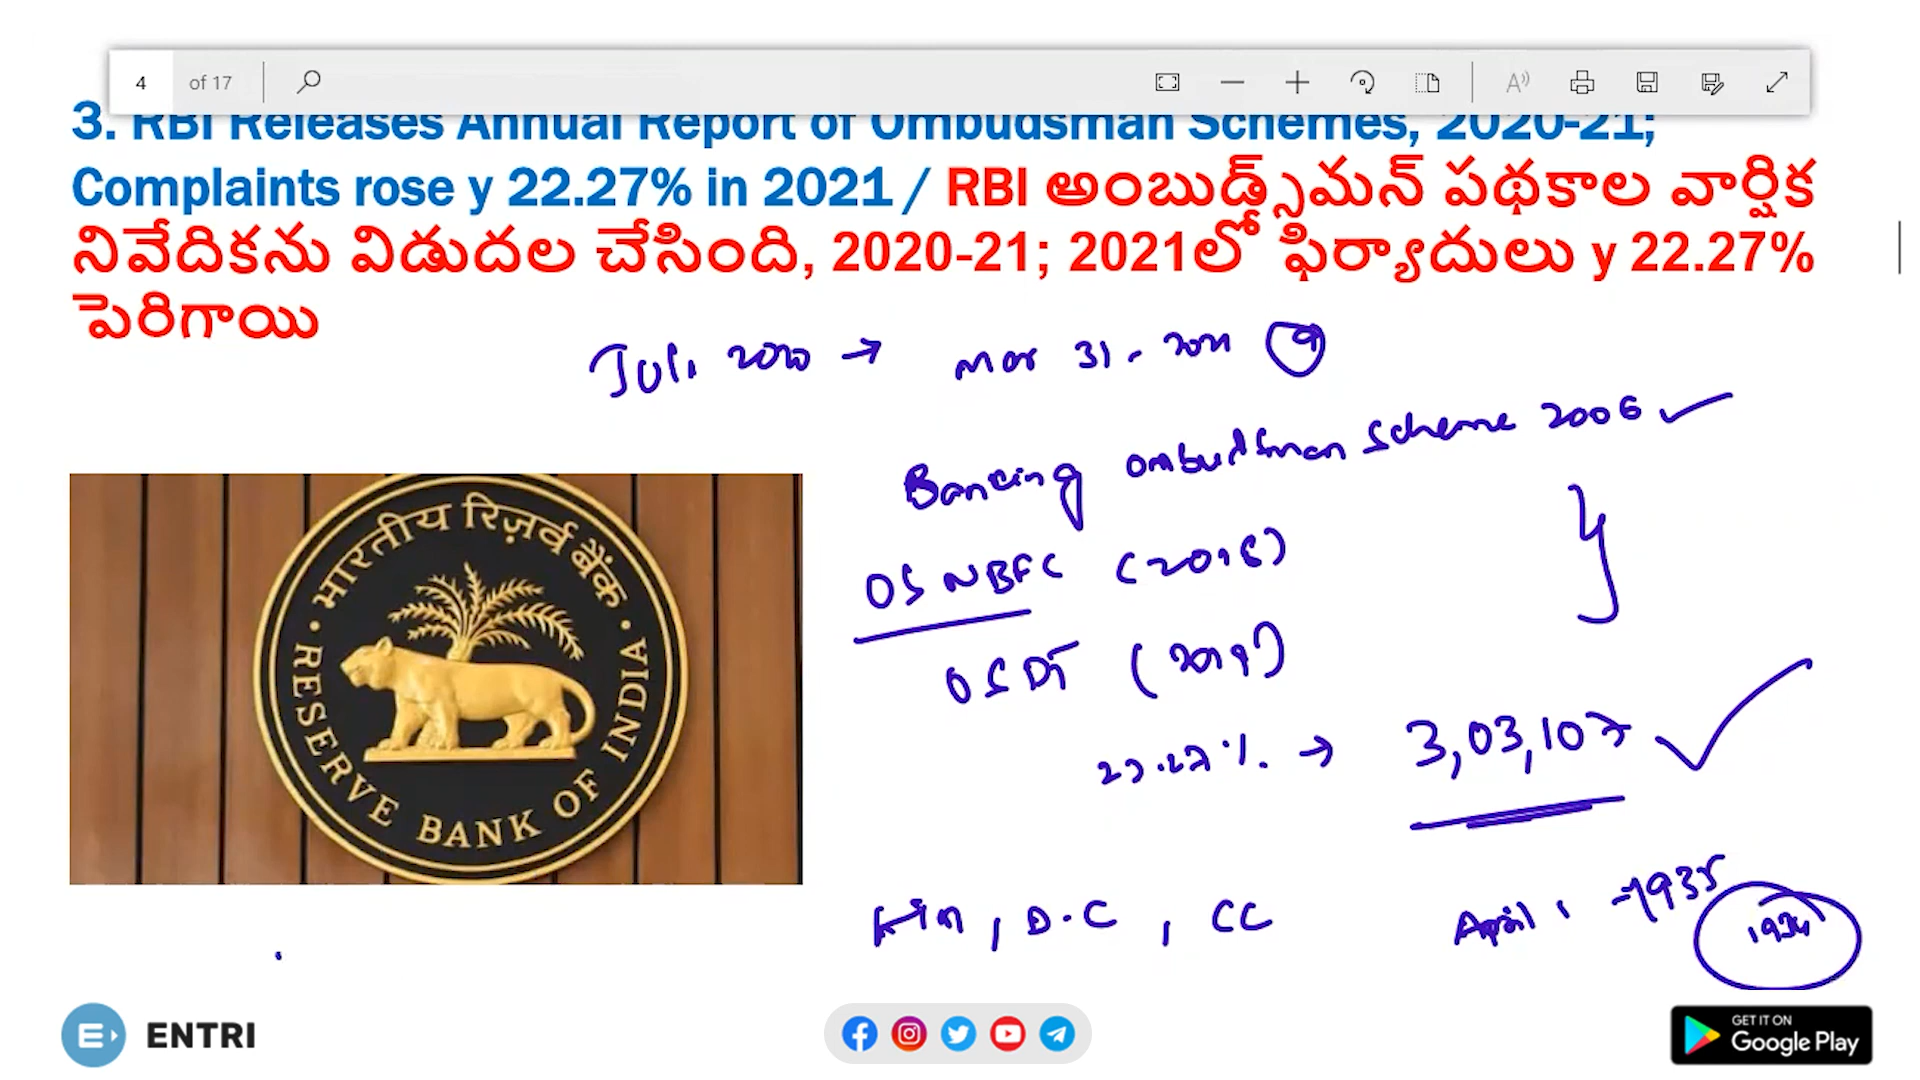 4 of 17
3. RBI Releases Annual Report of Ombudsman Schemes, 2020-21;
Complaints rose y 22.27% in 2021 / RBI అంబుడ్స్‌మన్ పథకాల వార్షిక
నివేదికను విడుదల చేసింది, 2020-21; 2021లో ఫిర్యాదులు y 22.27%
పెరిగాయి
2020 → Mar 31 - 2021 9
Banking ombudsman Scheme 2006
OS NBFC (2018)
OSDT (2019)
22.27% → 3,03,107
भारतीय रिज़र्व बैंक
RESERVE BANK OF INDIA
, D.C , CC
April 1 - 1935
1934
ENTRI
GET IT ON
Google Play